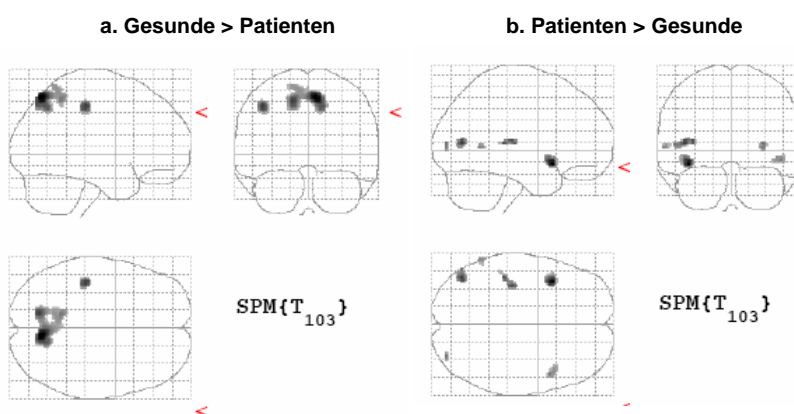 a. Gesunde > Patienten
b. Patienten > Gesunde
SPM{T103}
SPM{T103}